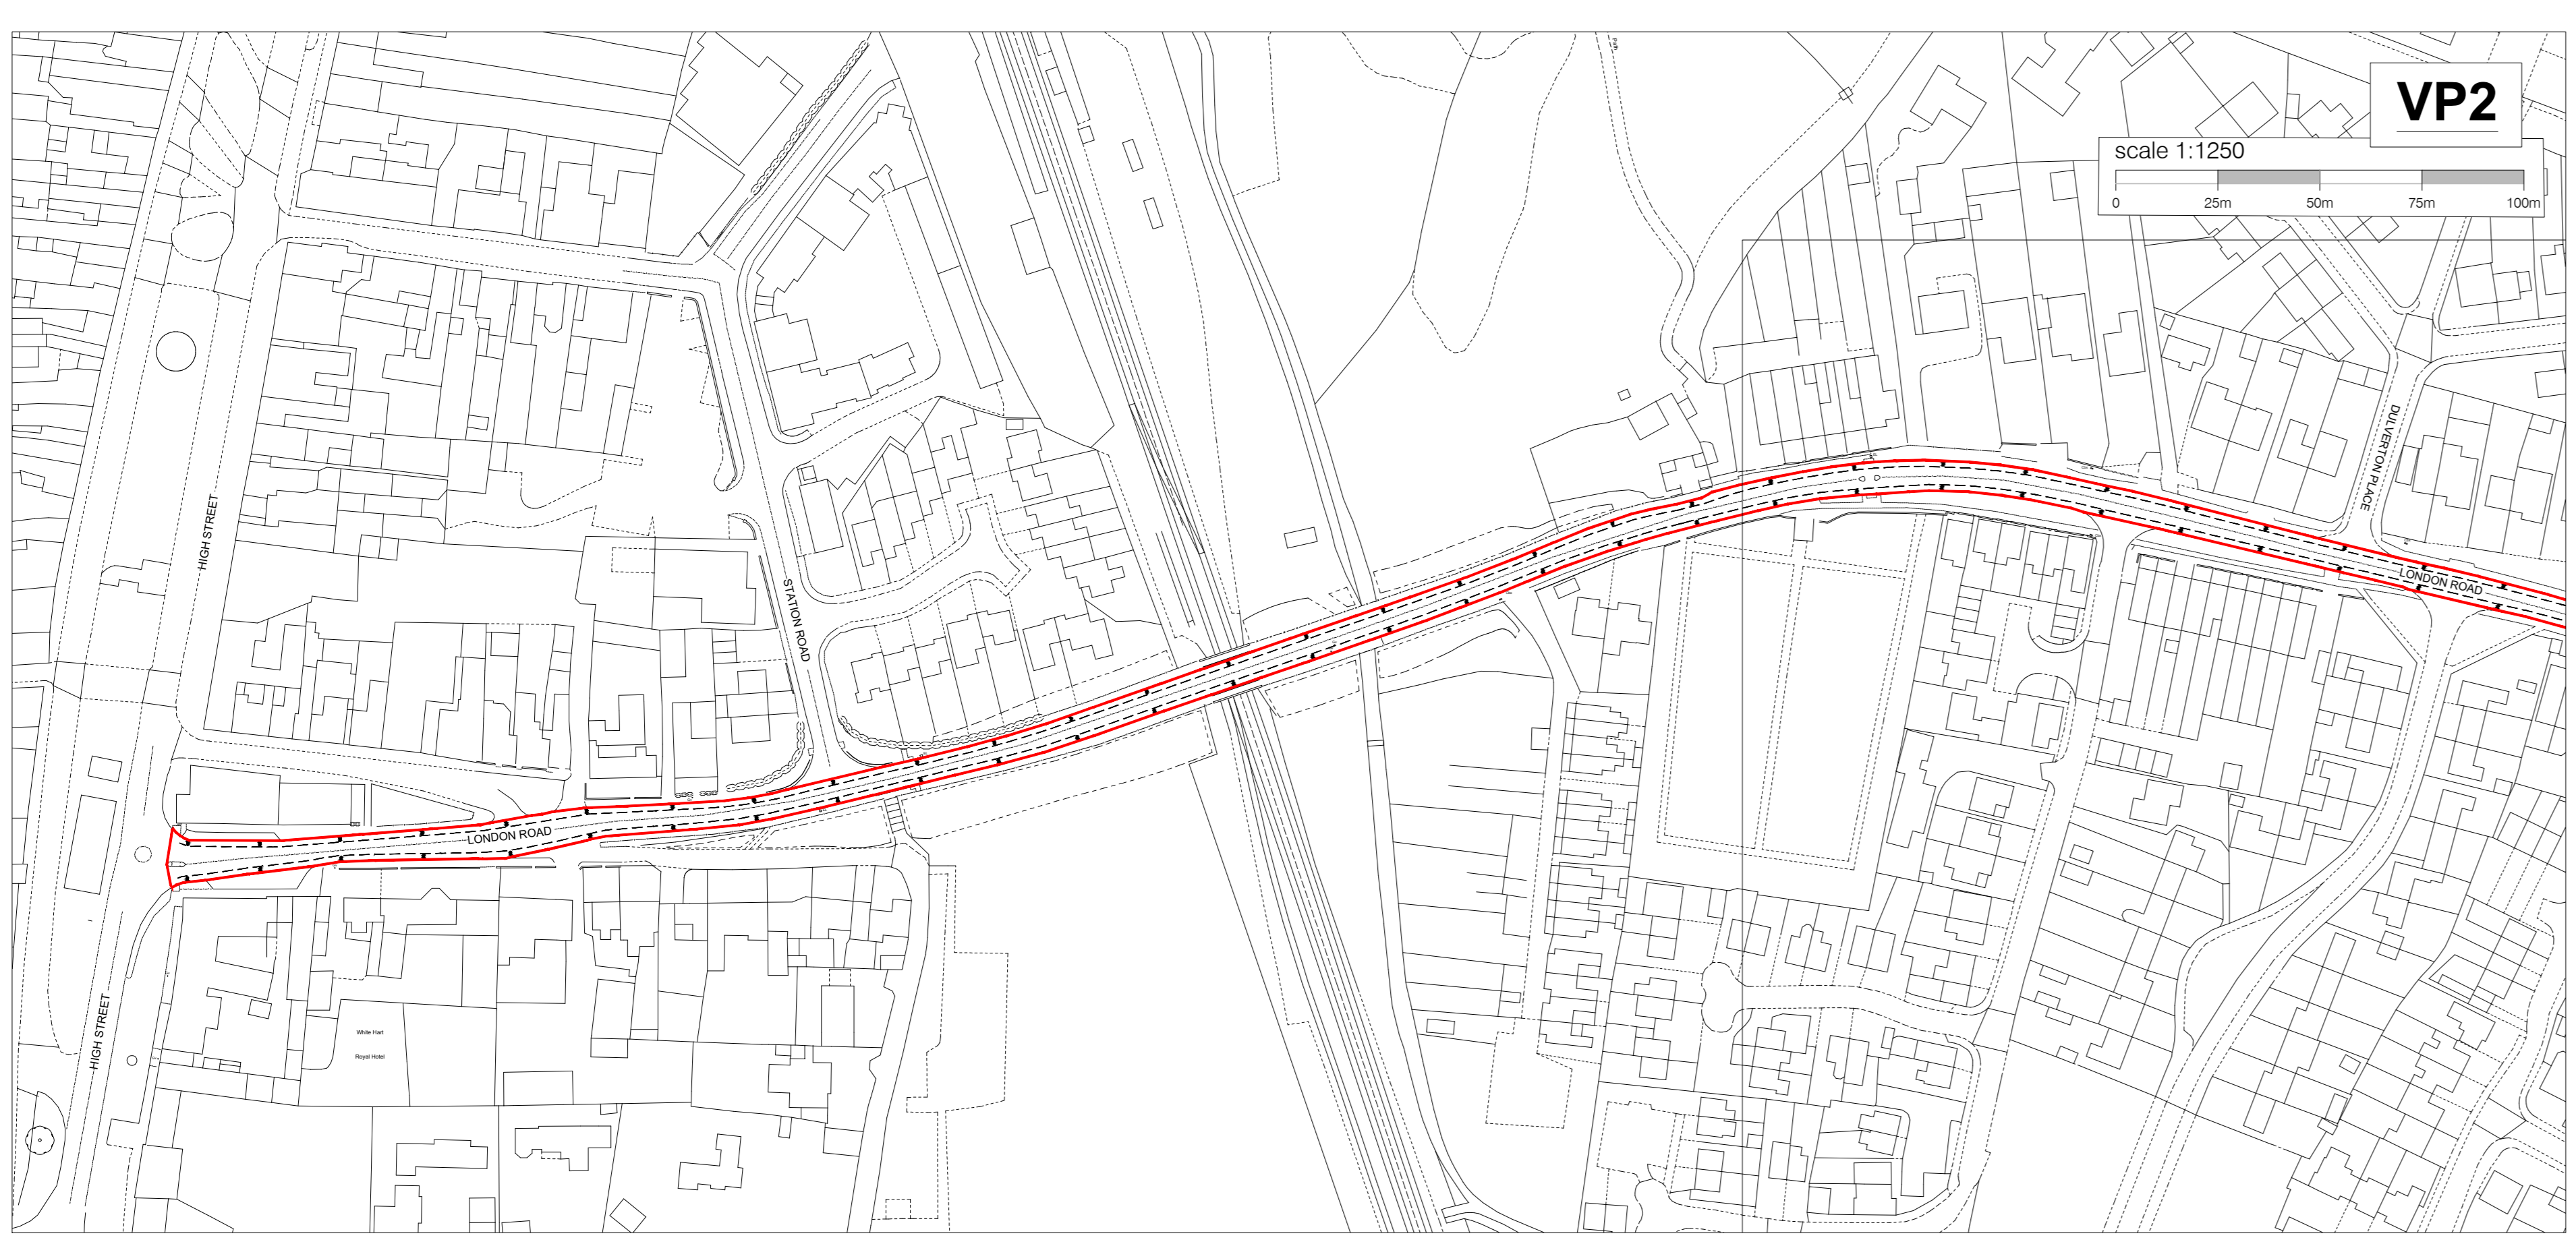 Path
VP2
scale 1:1250
0 25m 50m 75m 100m
HIGH STREET
STATION ROAD
DULVERTON PLACE
LONDON ROAD
LONDON ROAD
HIGH STREET
White Hart
Royal Hotel